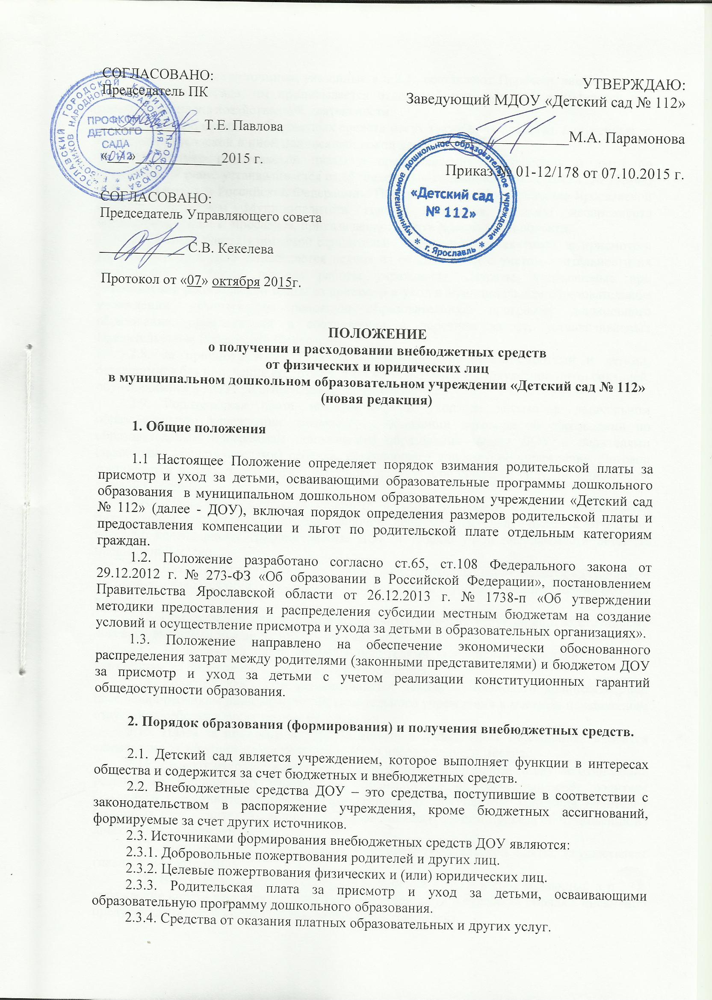 СОГЛАСОВАНО:
Председатель ПК
Т.Е. Павлова
«07» 10 2015 г.
ЯРОСЛАВСКИЙ ГОРОДСКОЙ КОМИТЕТ ПРОФСОЮЗА
РАБОТНИКОВ НАРОДНОГО ОБРАЗОВАНИЯ И НАУКИ
ПРОФКОМ
ДЕТСКОГО
САДА
№ 112
УТВЕРЖДАЮ:
Заведующий МДОУ «Детский сад № 112»
М.А. Парамонова
Приказ № 01-12/178 от 07.10.2015 г.
муниципальное дошкольное образовательное учреждение
«Детский сад
№ 112»
г. Ярославль
СОГЛАСОВАНО:
Председатель Управляющего совета
С.В. Кекелева
Протокол от «07» октября 2015г.
ПОЛОЖЕНИЕ
о получении и расходовании внебюджетных средств
от физических и юридических лиц
в муниципальном дошкольном образовательном учреждении «Детский сад № 112»
(новая редакция)
1. Общие положения
1.1 Настоящее Положение определяет порядок взимания родительской платы за
присмотр и уход за детьми, осваивающими образовательные программы дошкольного
образования в муниципальном дошкольном образовательном учреждении «Детский сад
№ 112» (далее - ДОУ), включая порядок определения размеров родительской платы и
предоставления компенсации и льгот по родительской плате отдельным категориям
граждан.
1.2. Положение разработано согласно ст.65, ст.108 Федерального закона от
29.12.2012 г. № 273-ФЗ «Об образовании в Российской Федерации», постановлением
Правительства Ярославской области от 26.12.2013 г. № 1738-п «Об утверждении
методики предоставления и распределения субсидии местным бюджетам на создание
условий и осуществление присмотра и ухода за детьми в образовательных организациях».
1.3. Положение направлено на обеспечение экономически обоснованного
распределения затрат между родителями (законными представителями) и бюджетом ДОУ
за присмотр и уход за детьми с учетом реализации конституционных гарантий
общедоступности образования.
2. Порядок образования (формирования) и получения внебюджетных средств.
2.1. Детский сад является учреждением, которое выполняет функции в интересах
общества и содержится за счет бюджетных и внебюджетных средств.
2.2. Внебюджетные средства ДОУ – это средства, поступившие в соответствии с
законодательством в распоряжение учреждения, кроме бюджетных ассигнований,
формируемые за счет других источников.
2.3. Источниками формирования внебюджетных средств ДОУ являются:
2.3.1. Добровольные пожертвования родителей и других лиц.
2.3.2. Целевые пожертвования физических и (или) юридических лиц.
2.3.3. Родительская плата за присмотр и уход за детьми, осваивающими
образовательную программу дошкольного образования.
2.3.4. Средства от оказания платных образовательных и других услуг.